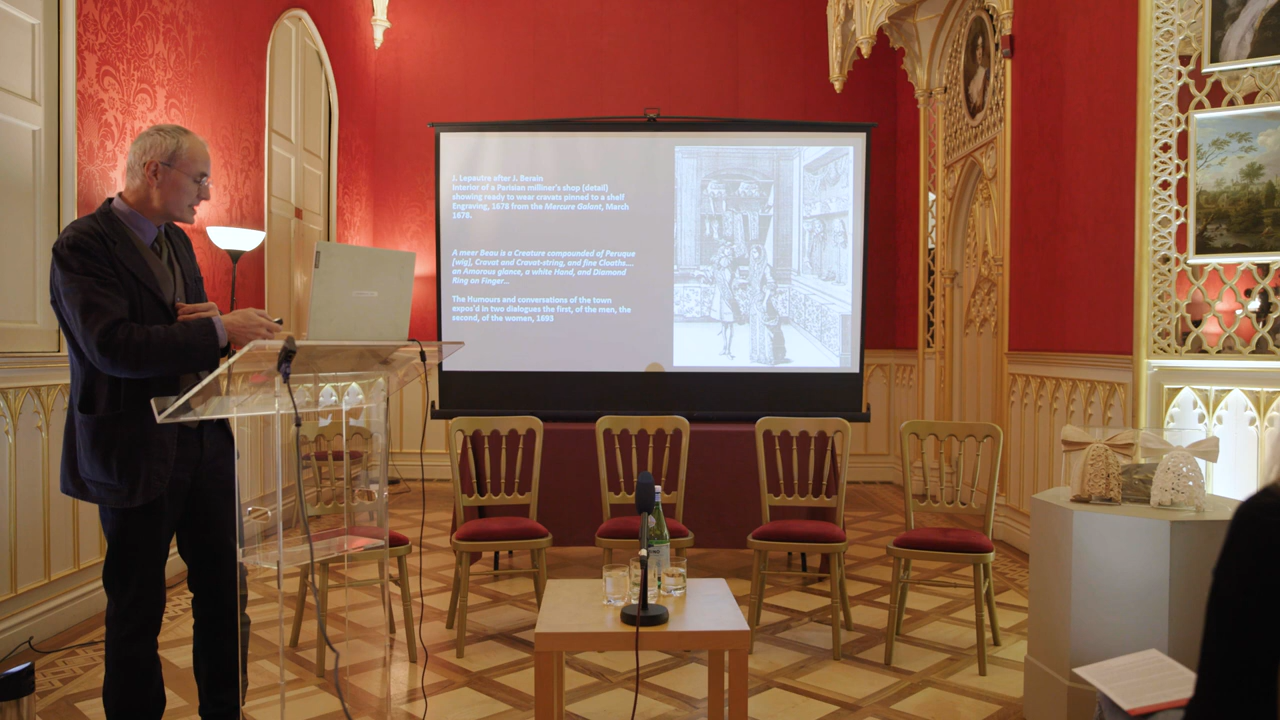 J. Lepautre after J. Berain
Interior of a Parisian milliner's shop (detail)
showing ready to wear cravats pinned to a shelf
Engraving, 1678 from the Mercure Galant, March
1678.
A meer Beau is a Creature compounded of Peruque
[wig], Cravat and Cravat-string, and fine Cloaths...
an Amorous glance, a white Hand, and Diamond
Ring on Finger...
The Humours and conversations of the town
expos'd in two dialogues the first, of the men, the
second, of the women, 1693